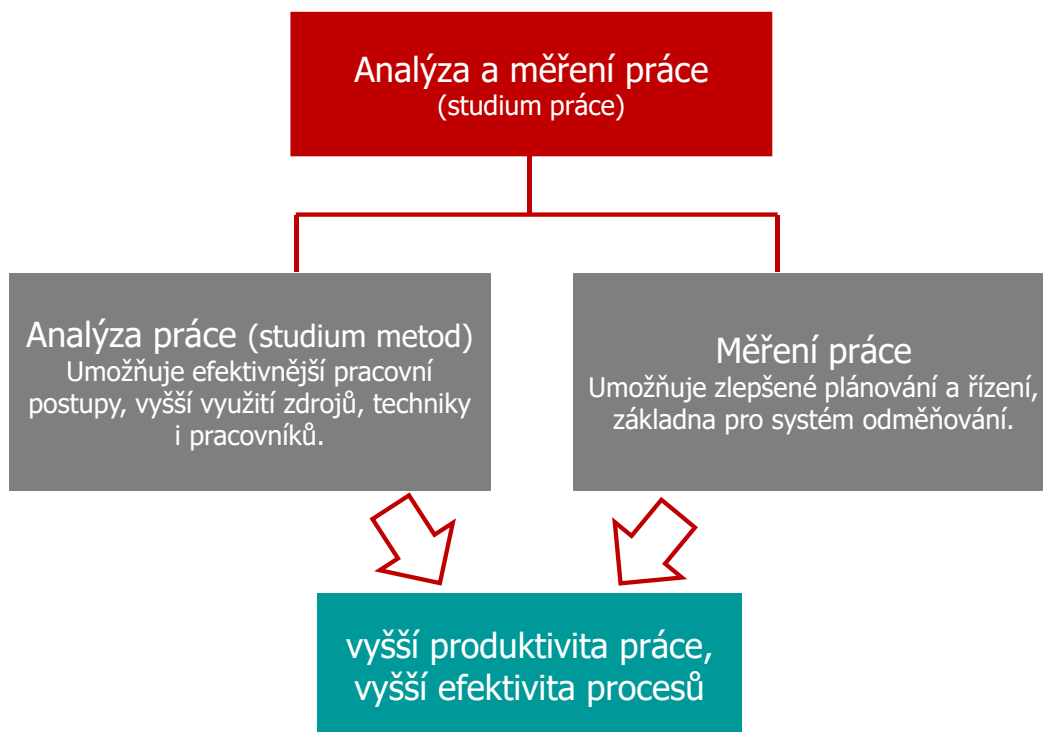 Analýza a měření práce
(studium práce)
Analýza práce (studium metod)
Umožňuje efektivnější pracovní
postupy, vyšší využití zdrojů, techniky
i pracovníků.
Měření práce
Umožňuje zlepšené plánování a řízení,
základna pro systém odměňování.
vyšší produktivita práce,
vyšší efektivita procesů